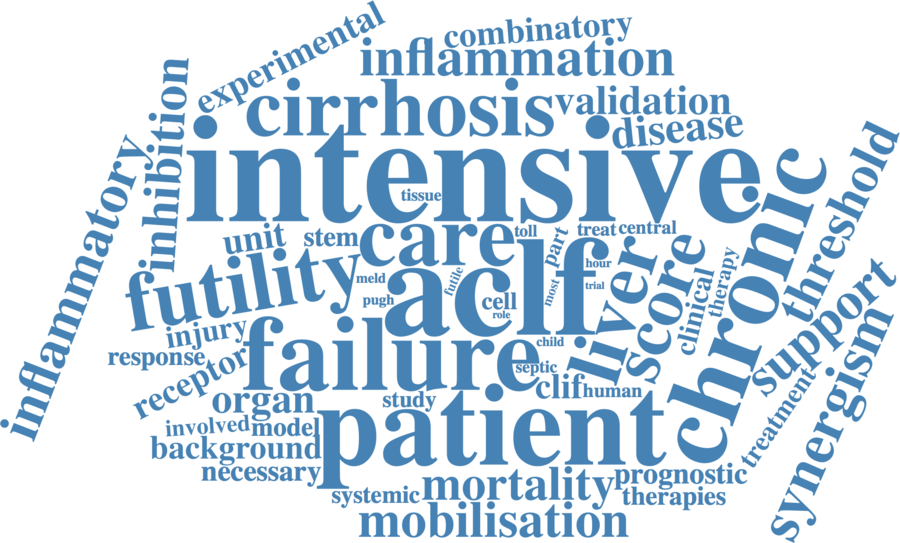 combinatory
experimental
inflammation
cirrhosis
validation
disease
inhibition
inflammatory
intensive
tissue
chronic
threshold
unit
stem
care
toll
part
treat
central
futility
meld
pugh
futile
aclf
cell
role
most
hour
trial
liver
score
clinical
therapy
injury
response
receptor
failure
child
septic
clif
human
support
synergism
treatment
organ
study
involved
model
background
necessary
patient
systemic
mortality
prognostic
therapies
mobilisation